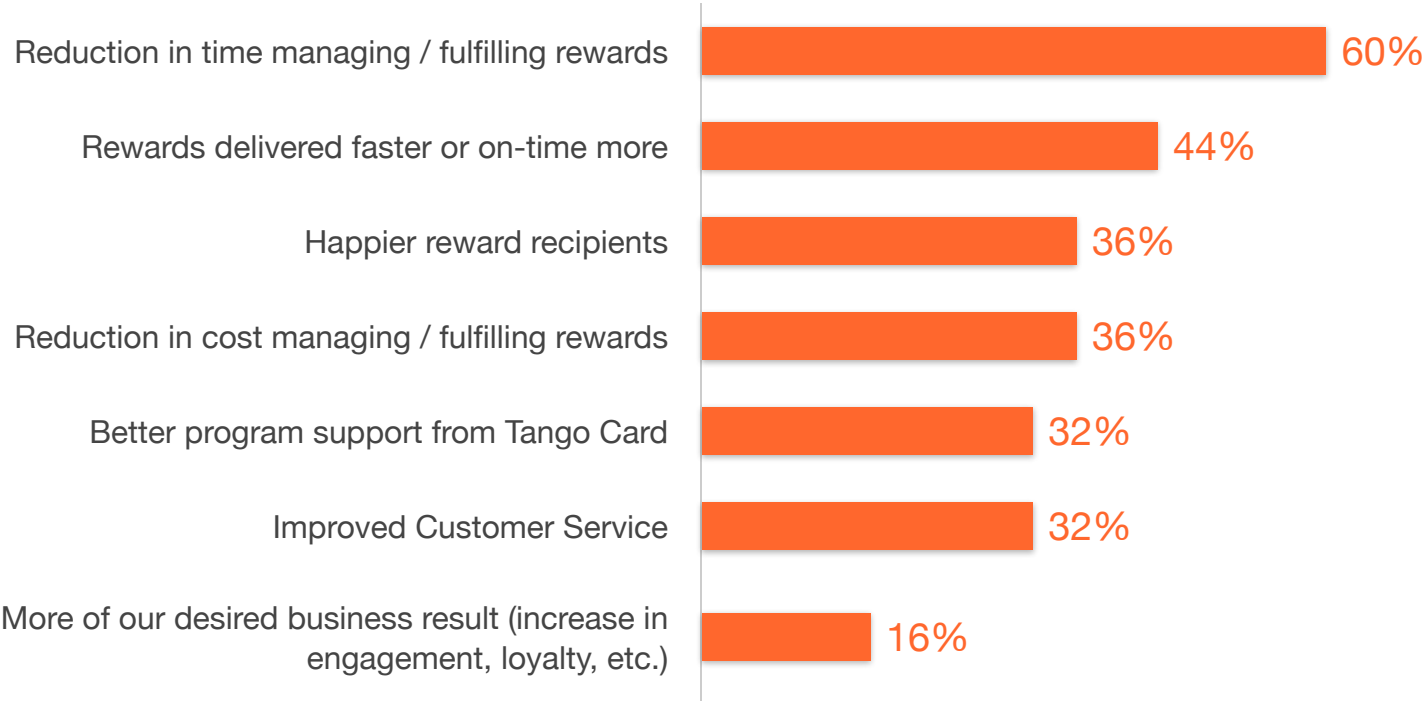 Reduction in time managing / fulfilling rewards 60%
Rewards delivered faster or on-time more 44%
Happier reward recipients 36%
Reduction in cost managing / fulfilling rewards 36%
Better program support from Tango Card 32%
Improved Customer Service 32%
More of our desired business result (increase in
engagement, loyalty, etc.) 16%